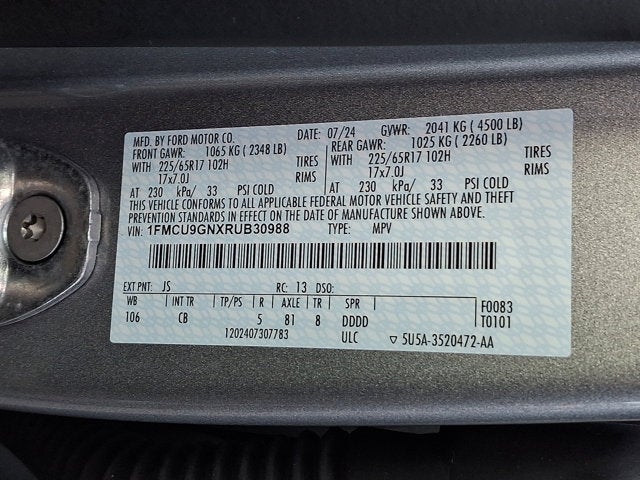 MFD. BY FORD MOTOR CO. DATE: 07/24 GVWR: 2041 KG ( 4500 LB)
FRONT GAWR: 1065 KG ( 2348 LB) REAR GAWR: 1025 KG ( 2260 LB)
WITH 225/65R17 102H TIRES WITH 225/65R17 102H TIRES
17x7.0J RIMS 17x7.0J RIMS
AT 230 kPa/ 33 PSI COLD AT 230 kPa/ 33 PSI COLD
THIS VEHICLE CONFORMS TO ALL APPLICABLE FEDERAL MOTOR VEHICLE SAFETY AND THEFT
PREVENTION STANDARDS IN EFFECT ON THE DATE OF MANUFACTURE SHOWN ABOVE.
VIN: 1FMCU9GNXRUB30988 TYPE: MPV
EXT PNT: JS RC: 13 DSO:
WB INT TR TP/PS R AXLE TR SPR F0083
106 CB 5 81 8 DDDD T0101
1202407307783 ULC ▽ 5U5A-3520472-AA